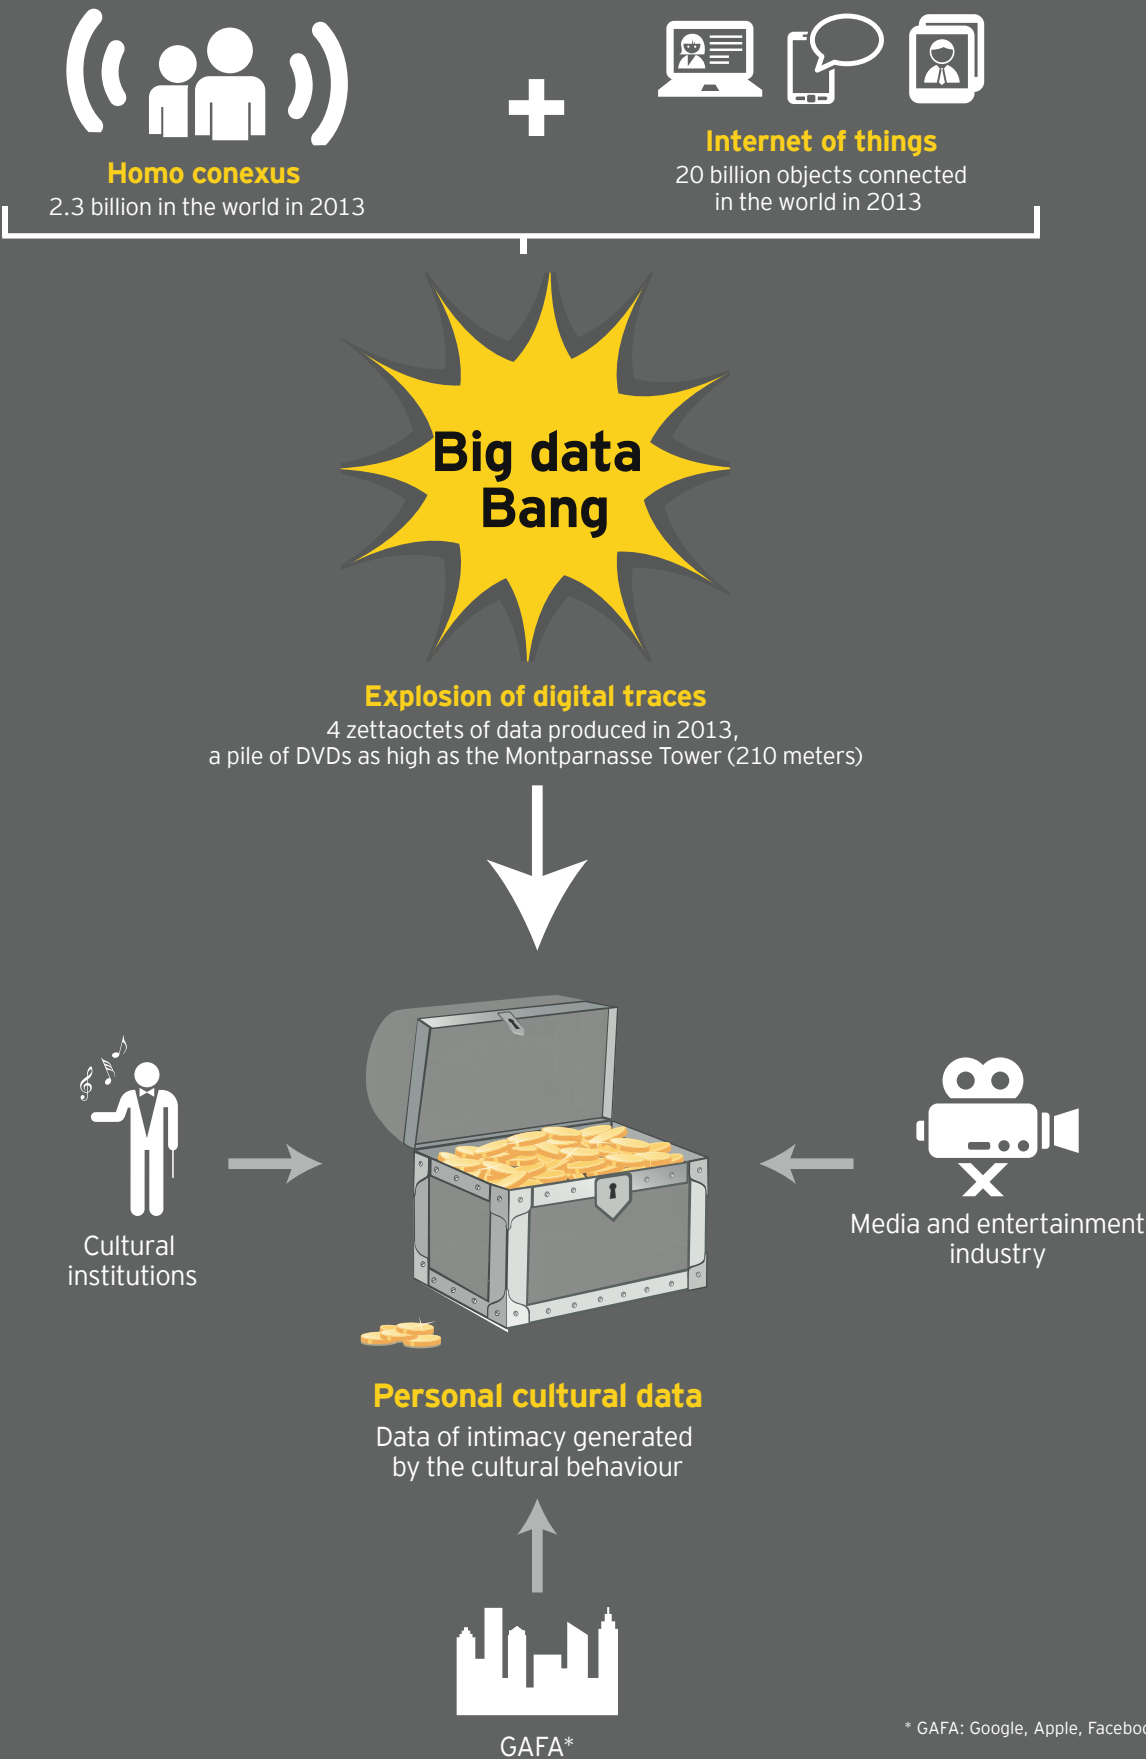 Homo conexus
2.3 billion in the world in 2013
Internet of things
20 billion objects connected
in the world in 2013
Big data
Bang
Explosion of digital traces
4 zettaoctets of data produced in 2013,
a pile of DVDs as high as the Montparnasse Tower (210 meters)
Cultural
institutions
Media and entertainment
industry
Personal cultural data
Data of intimacy generated
by the cultural behaviour
GAFA*
* GAFA: Google, Apple,